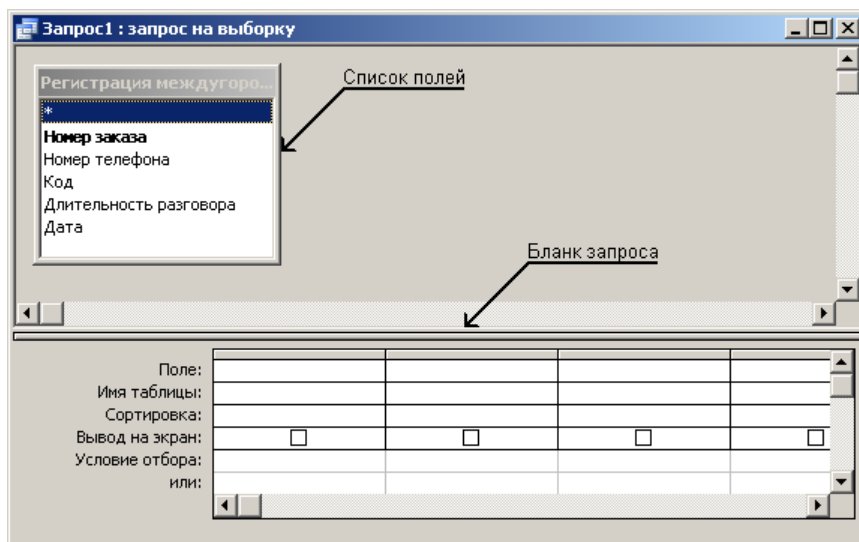 Запрос1 : запрос на выборку
Регистрация междугоро...
Список полей
*
Номер заказа
Номер телефона
Код
Длительность разговора
Дата
Бланк запроса
Поле:
Имя таблицы:
Сортировка:
Вывод на экран:
Условие отбора:
или: